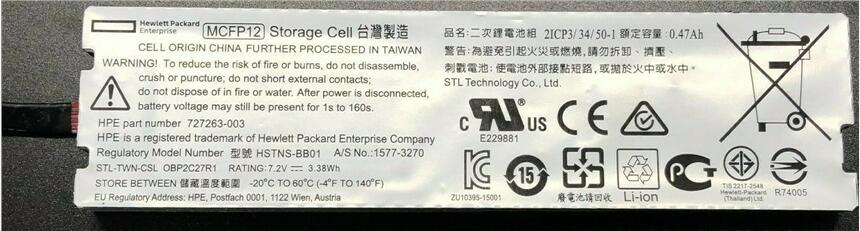 Hewlett Packard
Enterprise
MCFP12 Storage Cell 台灣製造
CELL ORIGIN CHINA FURTHER PROCESSED IN TAIWAN
WARNING! To reduce the risk of fire or burns, do not disassemble,
crush, or puncture; do not short external contacts;
do not dispose of in fire or water. After power is disconnected,
battery voltage may still be present for 1s to 160s.
HPE part number 727263-003
HPE is a registered trademark of Hewlett Packard Enterprise Company
Regulatory Model Number 型號 HSTNS-BB01 A/S No.:1577-3270
STL-TWN-CSL OBP2C27R1 RATING:7.2V 3.38Wh
STORE BETWEEN 儲藏溫度範圍 -20°C TO 60°C (-4°F TO 140°F)
EU Regulatory Address: HPE, Postfach 0001, 1122 Wien, Austria
品名:二次鋰電池組 2ICP3/34/50-1 額定容量:0.47Ah
警告:為避免引起火災或燃燒,請勿拆卸、擠壓、
刺戳電池;使電池外部接點短路,或拋於火中或水中。
STL Technology Co., Ltd.
C RU US
E229881
CE
ZU10395-15001
15
廢電池請回收
Li-ion
PCT
TIS 2217-2548
Hewlett-Packard
(Thailand) Ltd.
R74005